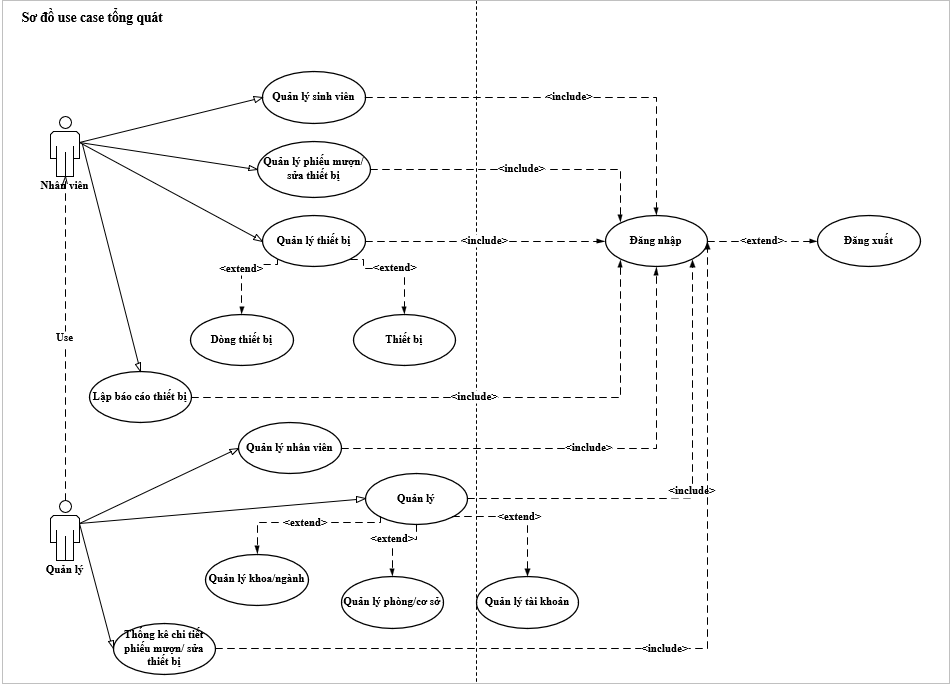 Sơ đồ use case tổng quát
Quản lý sinh viên
<include>
Nhân viên
Quản lý phiếu mượn/
sửa thiết bị
<include>
Quản lý thiết bị
<include>
Đăng nhập
<extend>
Đăng xuất
<extend>
<extend>
Dòng thiết bị
Thiết bị
Use
Lập báo cáo thiết bị
<include>
Quản lý nhân viên
<include>
Quản lý
<include>
Quản lý
<extend>
<extend>
<extend>
Quản lý khoa/ngành
Quản lý phòng/cơ sở
Quản lý tài khoản
Thống kê chi tiết
phiếu mượn/ sửa
thiết bị
<include>